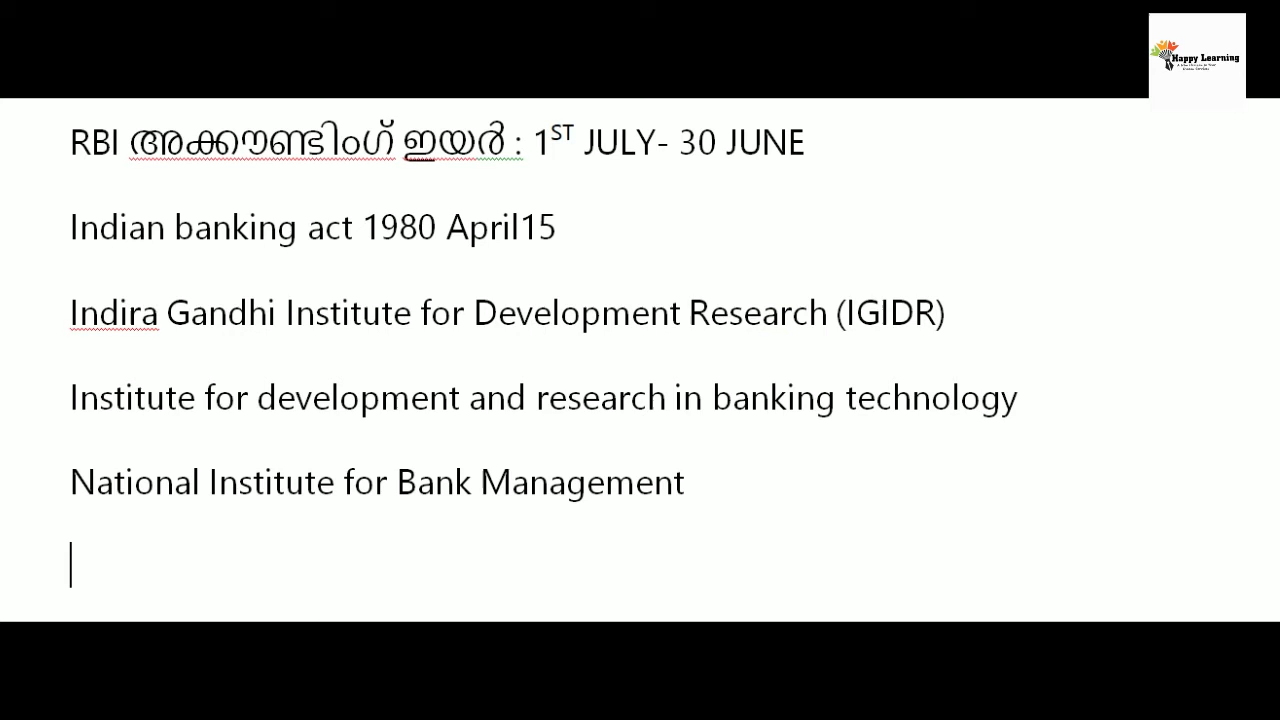 Happy Learning
RBI അക്കൗണ്ടിംഗ് ഇയർ : 1ST JULY- 30 JUNE
Indian banking act 1980 April15
Indira Gandhi Institute for Development Research (IGIDR)
Institute for development and research in banking technology
National Institute for Bank Management